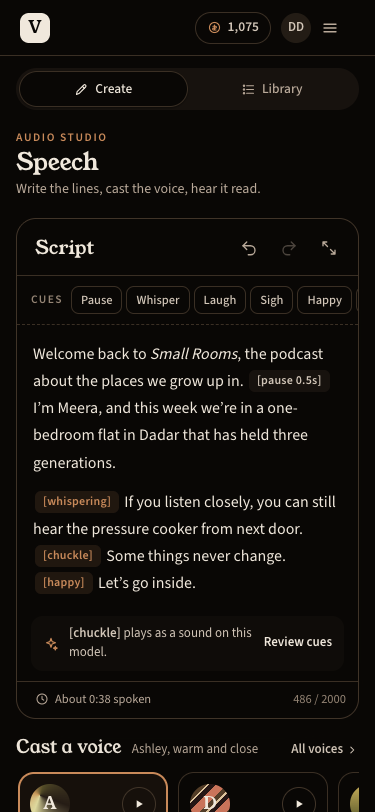 V
1,075
DD
Create
Library
AUDIO STUDIO
Speech
Write the lines, cast the voice, hear it read.
Script
CUES Pause Whisper Laugh Sigh Happy
Welcome back to Small Rooms, the podcast
about the places we grow up in. [pause 0.5s]
I’m Meera, and this week we’re in a one-
bedroom flat in Dadar that has held three
generations.
[whispering] If you listen closely, you can still
hear the pressure cooker from next door.
[chuckle] Some things never change.
[happy] Let’s go inside.
[chuckle] plays as a sound on this
model.
Review cues
About 0:38 spoken
486 / 2000
Cast a voice Ashley, warm and close All voices
A
D